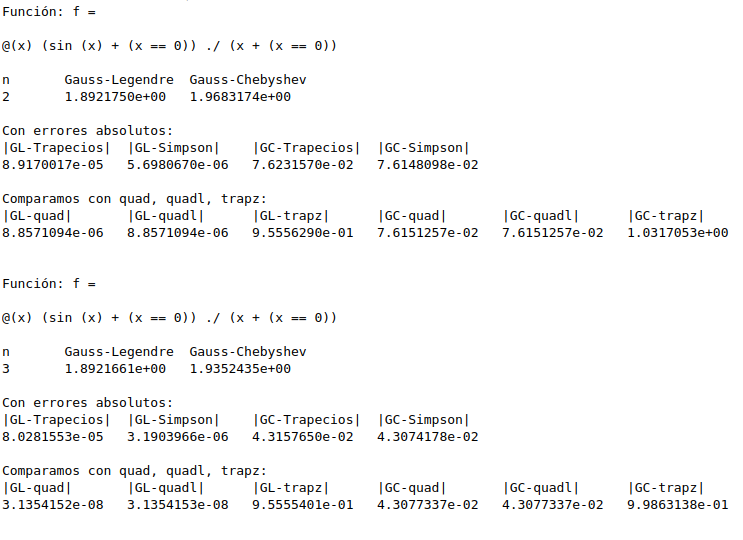 Función: f =
@(x) (sin (x) + (x == 0)) ./ (x + (x == 0))
n Gauss-Legendre Gauss-Chebyshev
2 1.8921750e+00 1.9683174e+00
Con errores absolutos:
|GL-Trapecios| |GL-Simpson| |GC-Trapecios| |GC-Simpson|
8.9170017e-05 5.6980670e-06 7.6231570e-02 7.6148098e-02
Comparamos con quad, quadl, trapz:
|GL-quad| |GL-quadl| |GL-trapz| |GC-quad| |GC-quadl| |GC-trapz|
8.8571094e-06 8.8571094e-06 9.5556290e-01 7.6151257e-02 7.6151257e-02 1.0317053e+00
Función: f =
@(x) (sin (x) + (x == 0)) ./ (x + (x == 0))
n Gauss-Legendre Gauss-Chebyshev
3 1.8921661e+00 1.9352435e+00
Con errores absolutos:
|GL-Trapecios| |GL-Simpson| |GC-Trapecios| |GC-Simpson|
8.0281553e-05 3.1903966e-06 4.3157650e-02 4.3074178e-02
Comparamos con quad, quadl, trapz:
|GL-quad| |GL-quadl| |GL-trapz| |GC-quad| |GC-quadl| |GC-trapz|
3.1354152e-08 3.1354153e-08 9.5555401e-01 4.3077337e-02 4.3077337e-02 9.9863138e-01